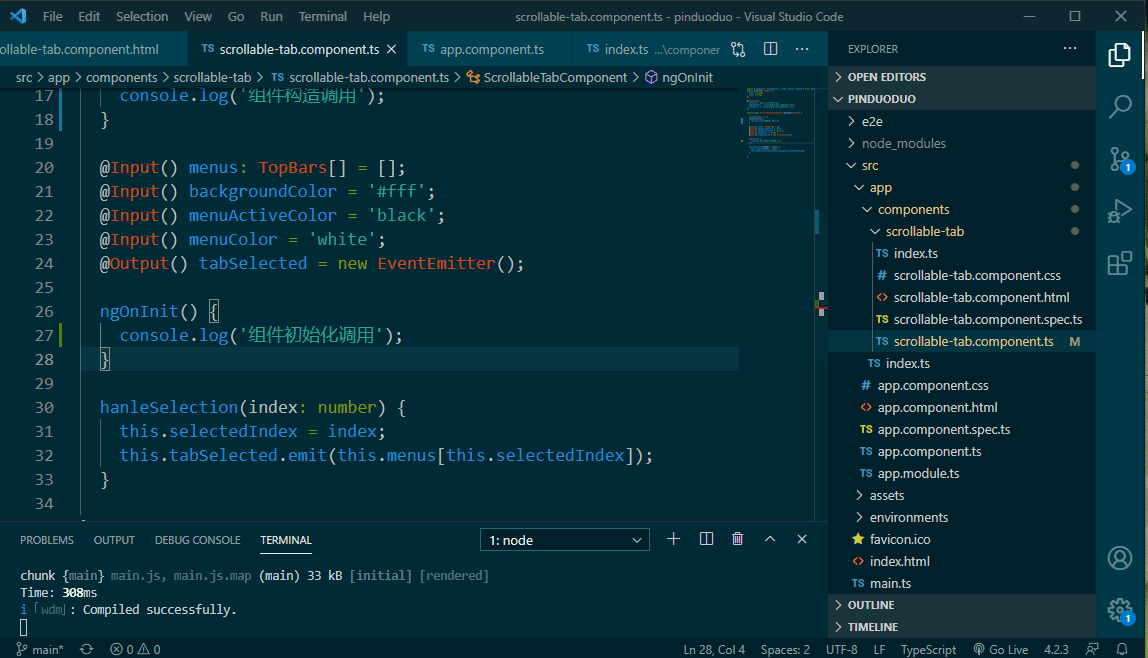 File Edit Selection View Go Run Terminal Help
scrollable-tab.component.ts - pinduoduo - Visual Studio Code
ollable-tab.component.html
TS scrollable-tab.component.ts
TS app.component.ts
TS index.ts ...\componer
src > app > components > scrollable-tab > TS scrollable-tab.component.ts > ScrollableTabComponent > ngOnInit
17 console.log('组件构造调用');
18 }
19
20 @Input() menus: TopBars[] = [];
21 @Input() backgroundColor = '#fff';
22 @Input() menuActiveColor = 'black';
23 @Input() menuColor = 'white';
24 @Output() tabSelected = new EventEmitter();
25
26 ngOnInit() {
27 console.log('组件初始化调用');
28 }
29
30 hanleSelection(index: number) {
31 this.selectedIndex = index;
32 this.tabSelected.emit(this.menus[this.selectedIndex]);
33 }
34
PROBLEMS OUTPUT DEBUG CONSOLE TERMINAL
1: node
chunk {main} main.js, main.js.map (main) 33 kB [initial] [rendered]
Time: 308ms
i ｢wdm｣: Compiled successfully.
EXPLORER
OPEN EDITORS
PINDUODUO
e2e
node_modules
src
app
components
scrollable-tab
TS index.ts
# scrollable-tab.component.css
<> scrollable-tab.component.html
TS scrollable-tab.component.spec.ts
TS scrollable-tab.component.ts M
TS index.ts
# app.component.css
<> app.component.html
TS app.component.spec.ts
TS app.component.ts
TS app.module.ts
assets
environments
favicon.ico
<> index.html
TS main.ts
OUTLINE
TIMELINE
1
1
main* 0 0
Ln 28, Col 4 Spaces: 2 UTF-8 LF TypeScript Go Live 4.2.3